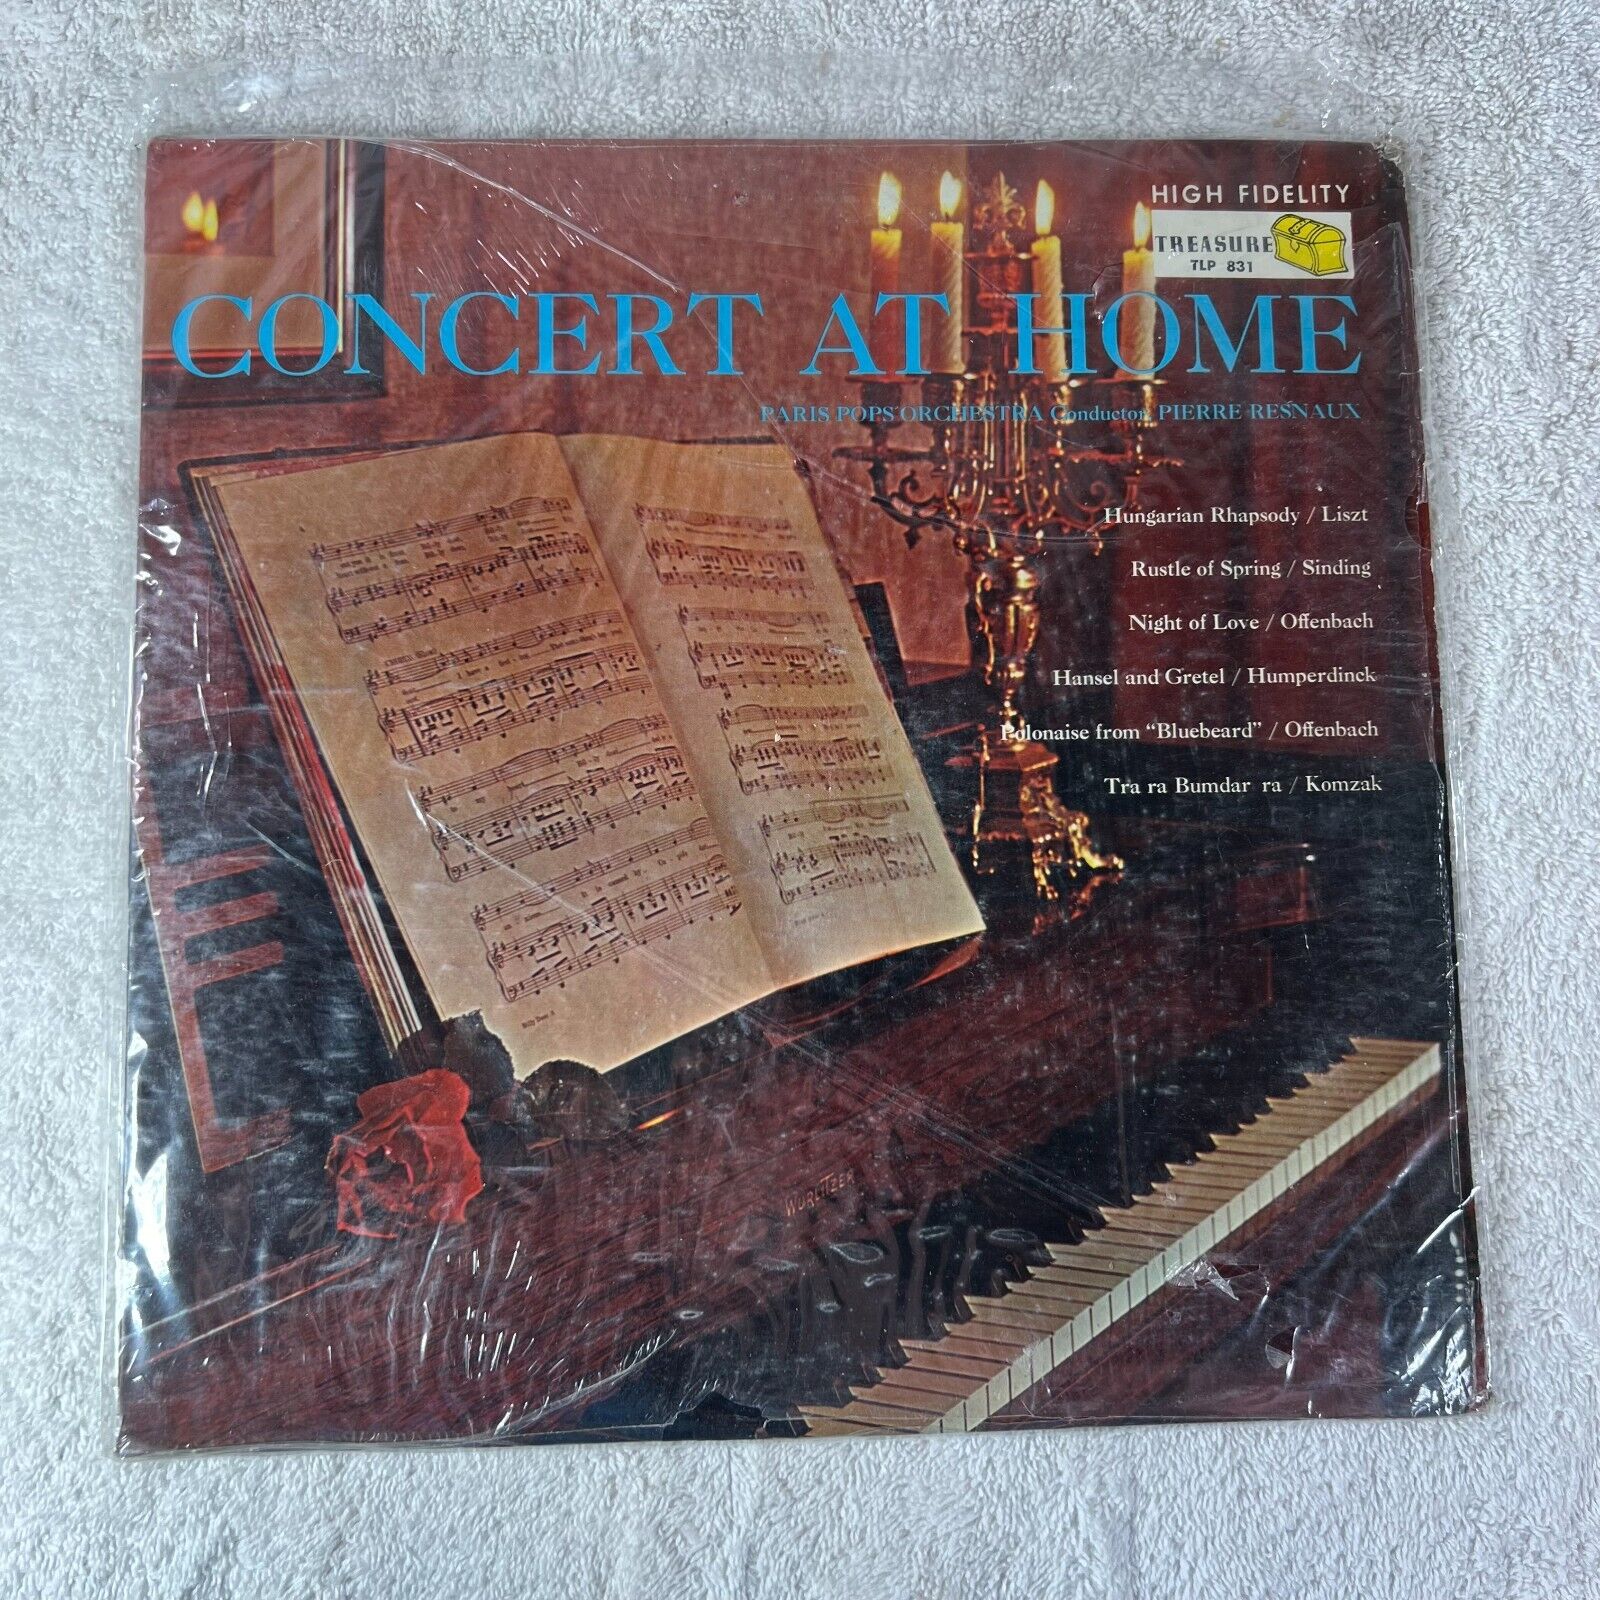 HIGH FIDELITY
TREASURE
TLP 831
CONCERT AT HOME
PARIS POPS ORCHESTRA Conductor, PIERRE RESNAUX
Hungarian Rhapsody / Liszt
Rustle of Spring / Sinding
Night of Love / Offenbach
Hansel and Gretel / Humperdinck
Polonaise from “Bluebeard” / Offenbach
Tra ra Bumdar ra / Komzak
WURLITZER